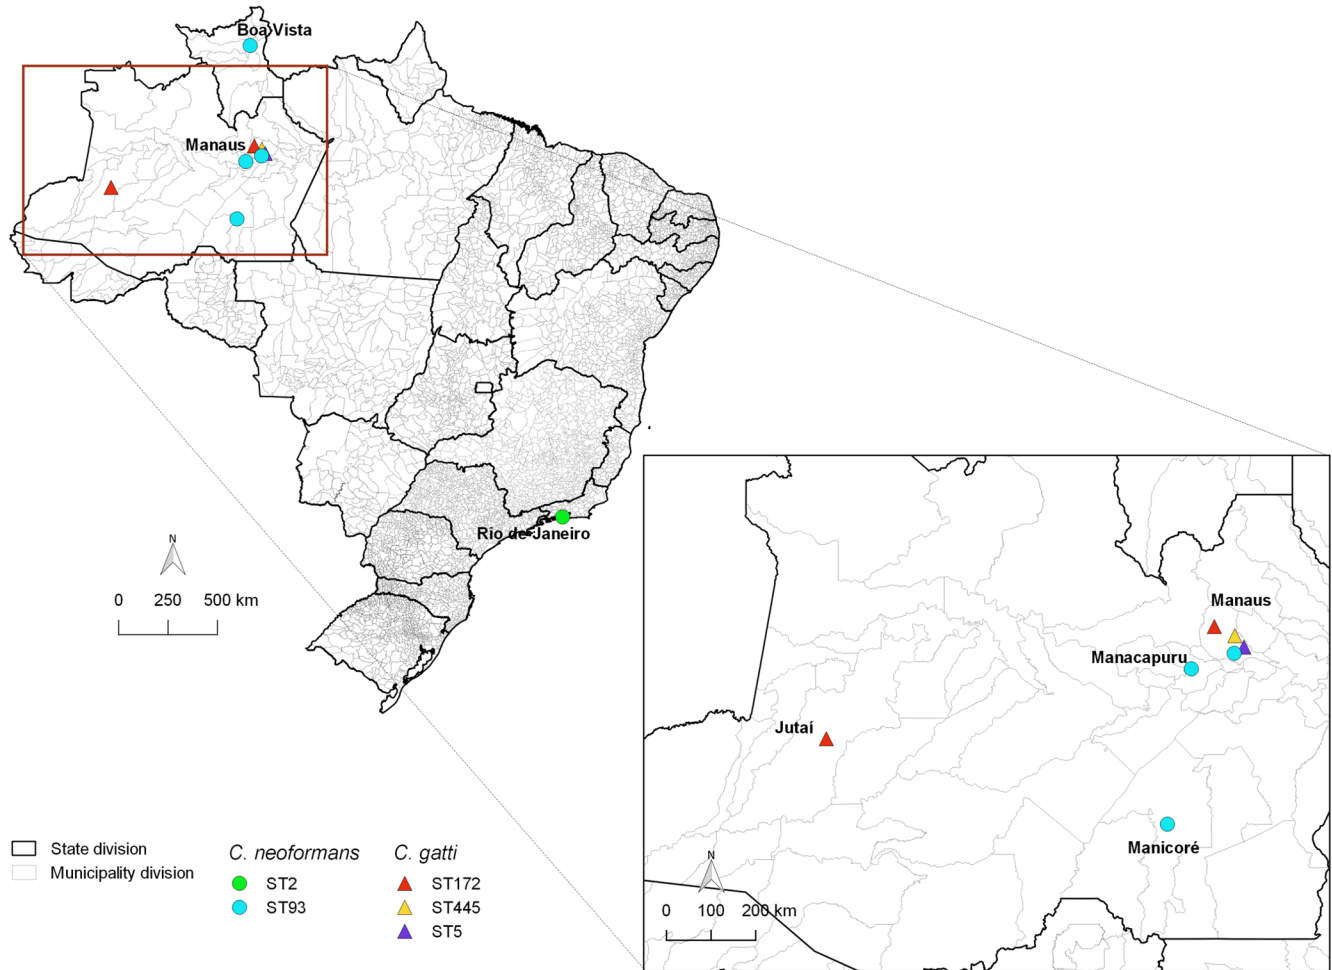 Boa Vista
Manaus
Rio de Janeiro
N
0 250 500 km
Manaus
Manacapuru
Jutaí
Manicoré
N
0 100 200 km
State division
Municipality division
C. neoformans
ST2
ST93
C. gatti
ST172
ST445
ST5